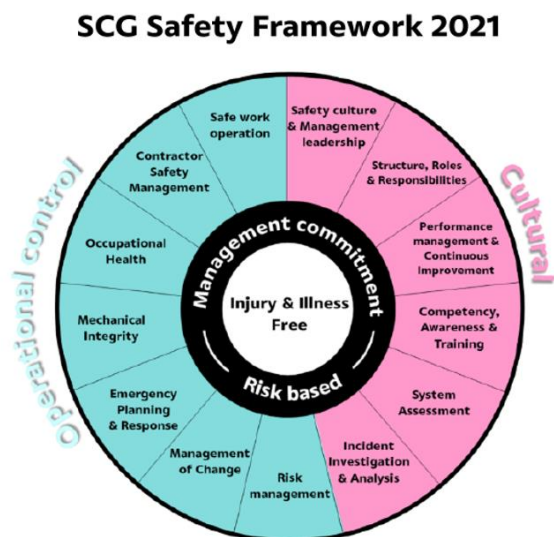 SCG Safety Framework 2021
Safety culture
& Management
leadership
Structure, Roles
& Responsibilities
Performance
management &
Continuous
Improvement
Competency,
Awareness &
Training
System
Assessment
Incident
Investigation
& Analysis
Risk
management
Management
of Change
Emergency
Planning
& Response
Mechanical
Integrity
Occupational
Health
Contractor
Safety
Management
Safe work
operation
Cultural
Operational control
Management commitment
Injury & Illness
Free
Risk based